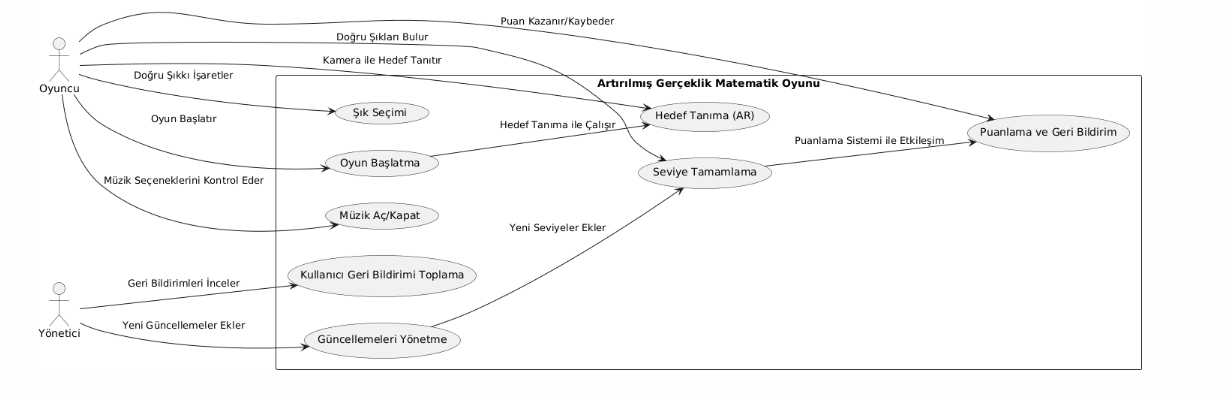 Puan Kazanır/Kaybeder
Doğru Şıkları Bulur
Kamera ile Hedef Tanıtır
Oyuncu
Doğru Şıkkı İşaretler
Artırılmış Gerçeklik Matematik Oyunu
Şık Seçimi
Hedef Tanıma (AR)
Oyun Başlatır
Hedef Tanıma ile Çalışır
Puanlama ve Geri Bildirim
Puanlama Sistemi ile Etkileşim
Oyun Başlatma
Seviye Tamamlama
Müzik Seçeneklerini Kontrol Eder
Müzik Aç/Kapat
Yeni Seviyeler Ekler
Kullanıcı Geri Bildirimi Toplama
Geri Bildirimleri İnceler
Yönetici
Yeni Güncellemeler Ekler
Güncellemeleri Yönetme